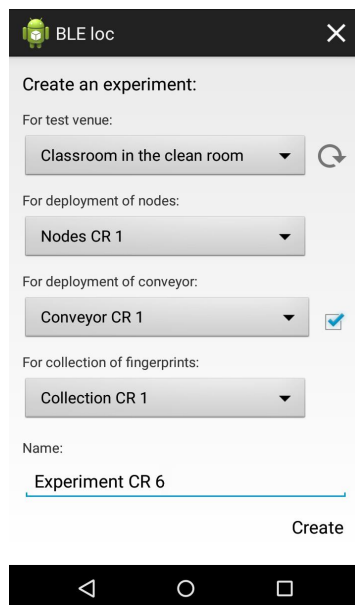 BLE loc
Create an experiment:
For test venue:
Classroom in the clean room
For deployment of nodes:
Nodes CR 1
For deployment of conveyor:
Conveyor CR 1
For collection of fingerprints:
Collection CR 1
Name:
Experiment CR 6
Create